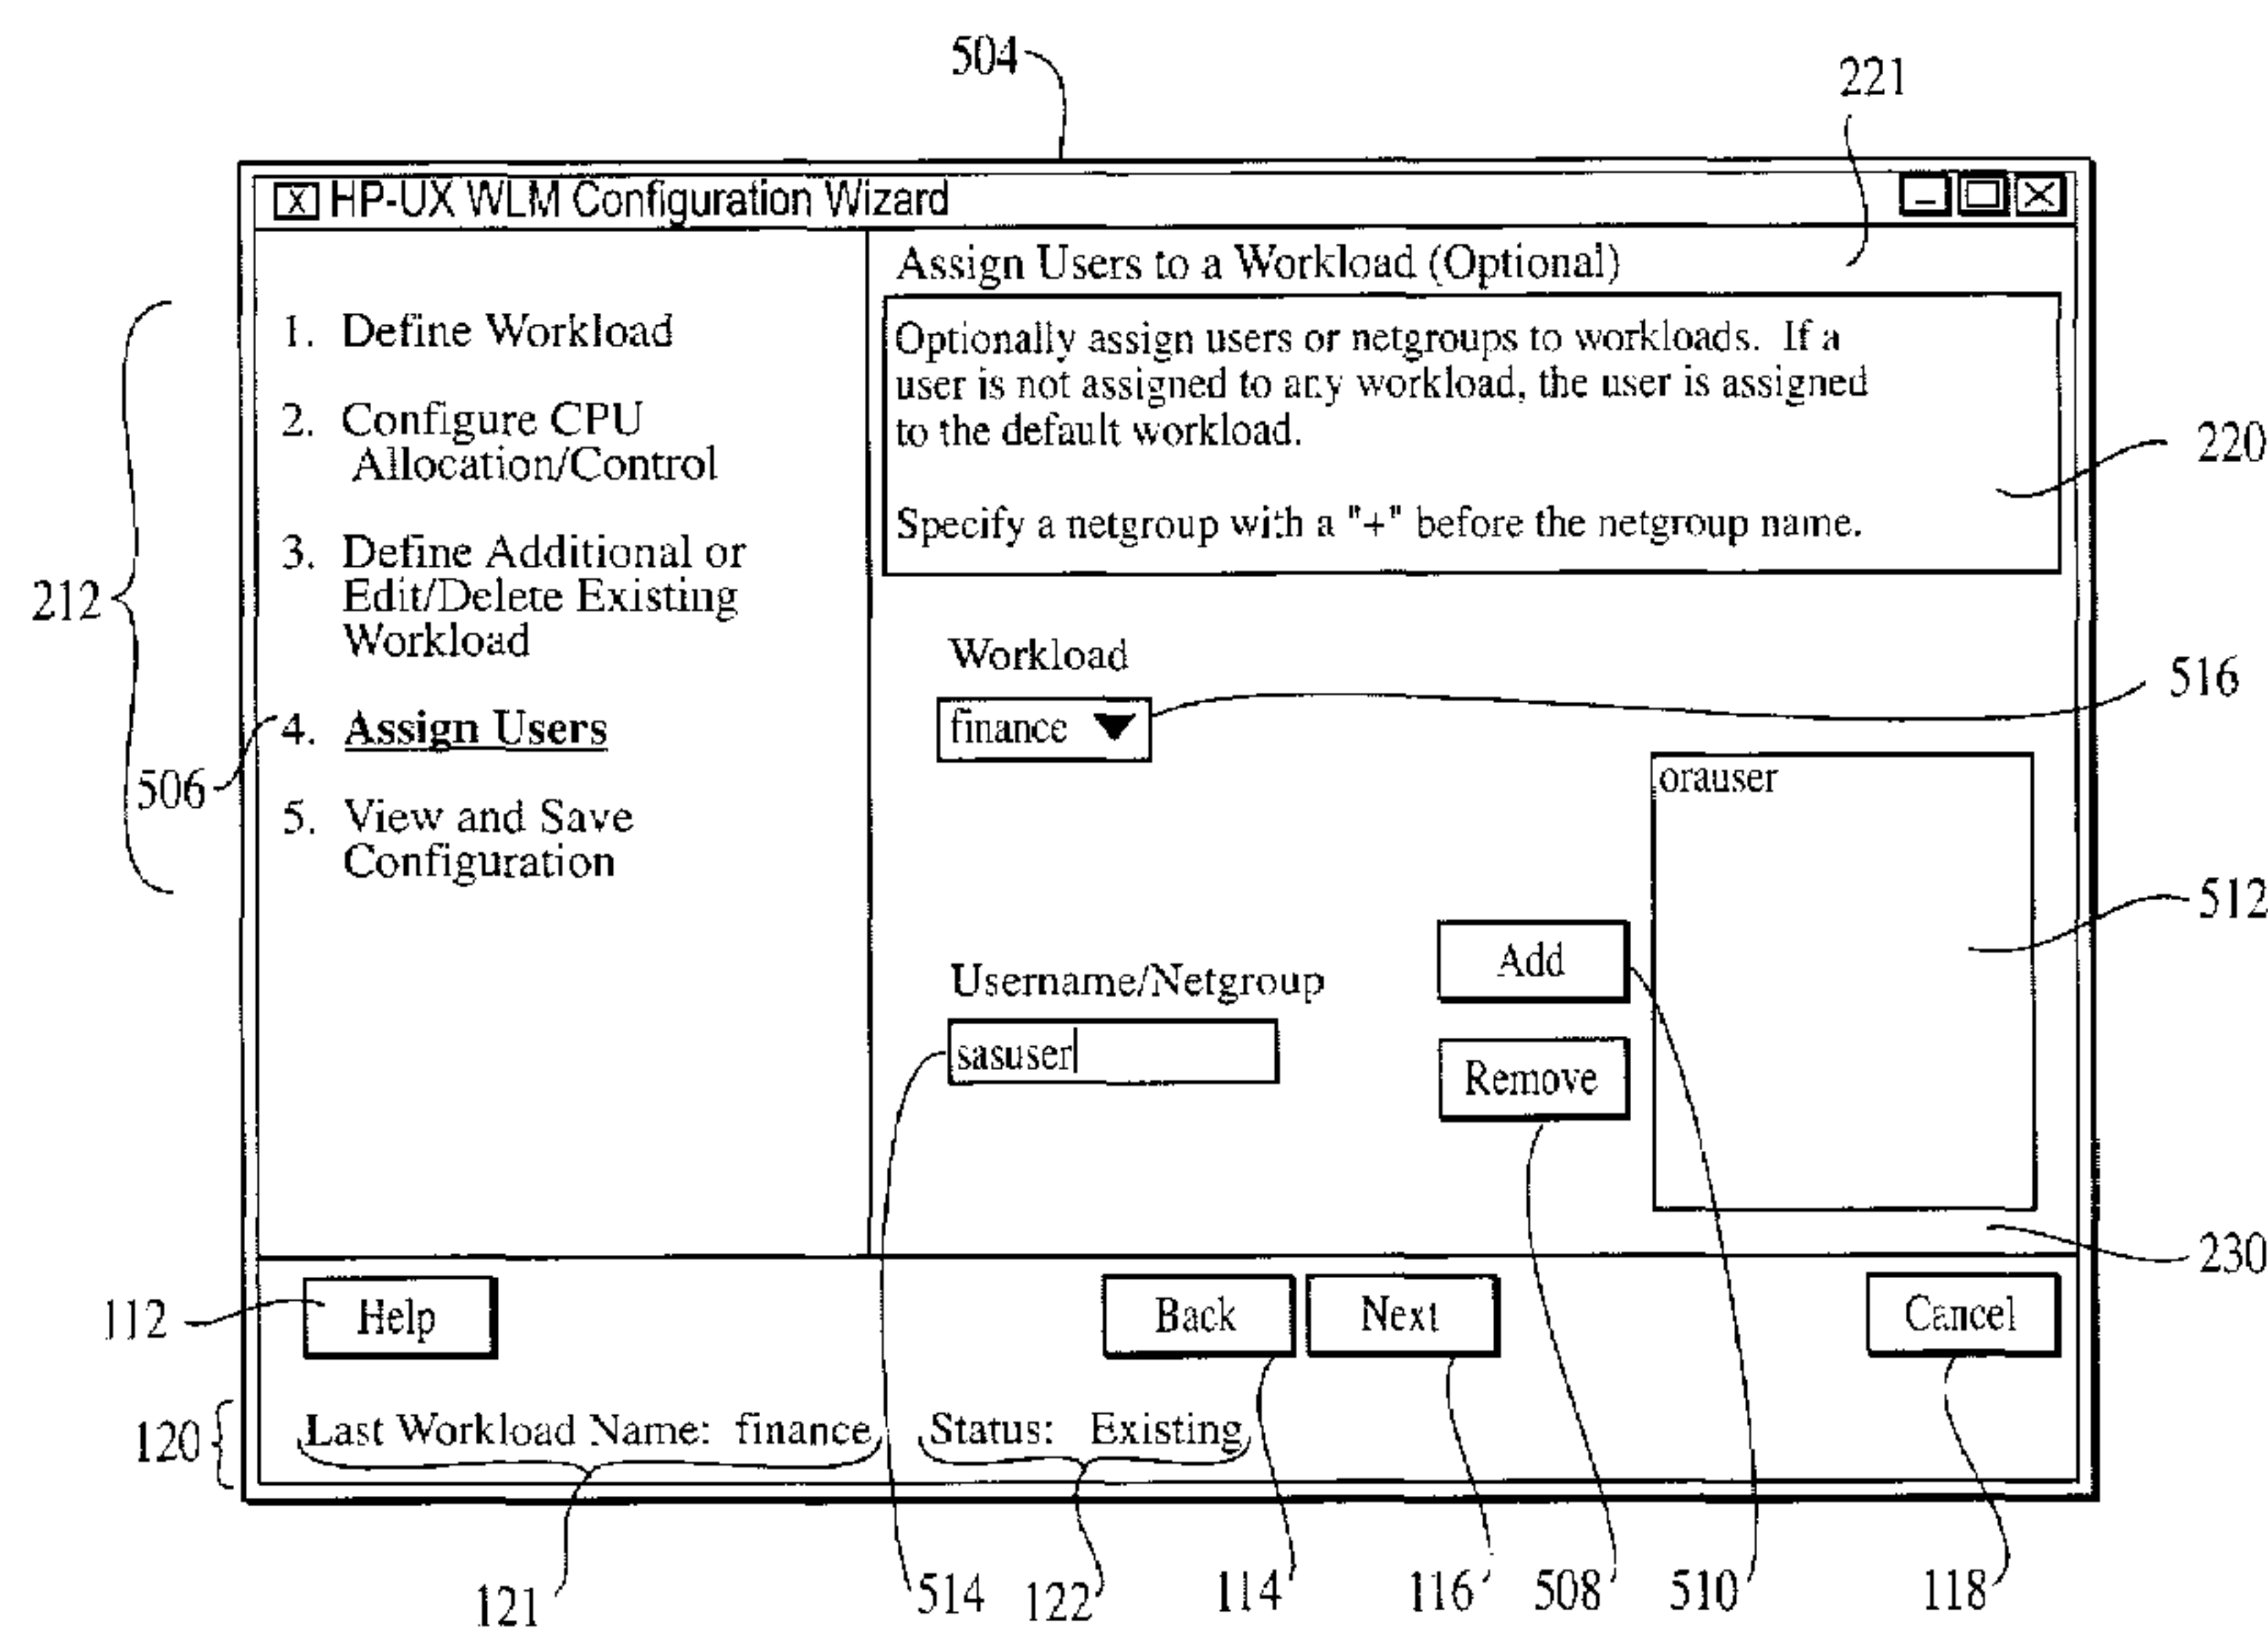 504
221
X HP-UX WLM Configuration Wizard
212
1. Define Workload
2. Configure CPU
Allocation/Control
3. Define Additional or
Edit/Delete Existing
Workload
506
4. Assign Users
5. View and Save
Configuration
Assign Users to a Workload (Optional)
Optionally assign users or netgroups to workloads. If a
user is not assigned to any workload, the user is assigned
to the default workload.
Specify a netgroup with a "+" before the netgroup name.
220
Workload
finance
516
orauser
512
Add
Username/Netgroup
sasuser
Remove
230
112
Help
Back
Next
Cancel
120
Last Workload Name: finance
Status: Existing
121
514
122
114
116
508
510
118